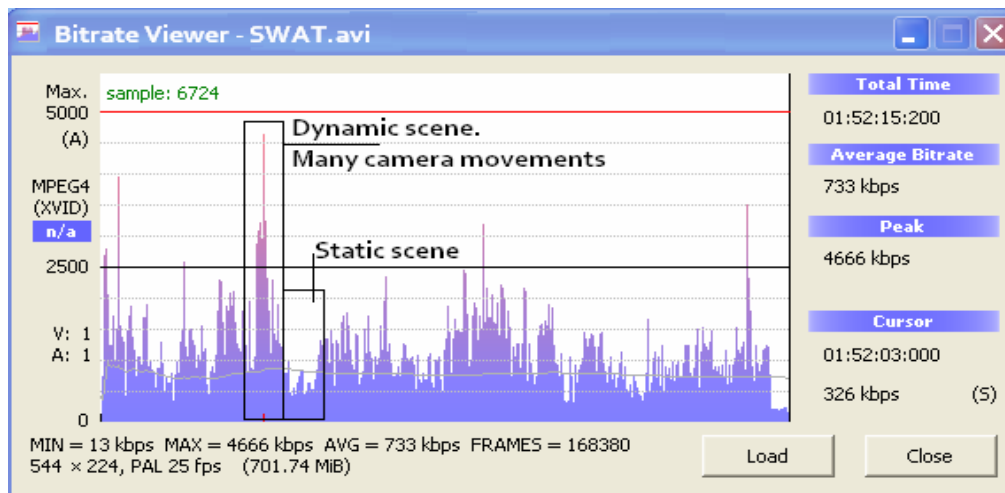 Bitrate Viewer - SWAT.avi
Max.
5000
(A)
MPEG4
(XVID)
n/a
2500
V: 1
A: 1
0
sample: 6724
Dynamic scene.
Many camera movements
Static scene
Total Time
01:52:15:200
Average Bitrate
733 kbps
Peak
4666 kbps
Cursor
01:52:03:000
326 kbps (S)
MIN = 13 kbps MAX = 4666 kbps AVG = 733 kbps FRAMES = 168380
544 × 224, PAL 25 fps (701.74 MiB)
Load
Close